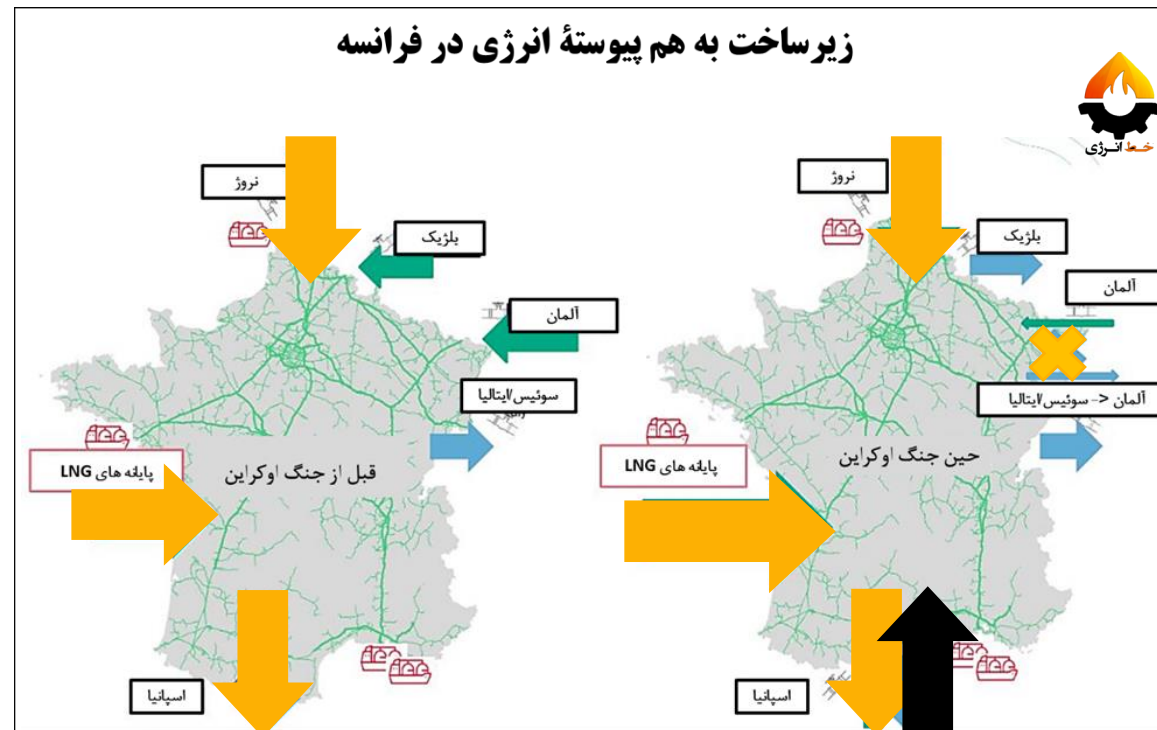 زیرساخت به هم پیوستهٔ انرژی در فرانسه
خط انرژی
نروژ
بلژیک
آلمان
سوئیس/ایتالیا
پایانه های LNG
قبل از جنگ اوکراین
اسپانیا
نروژ
بلژیک
آلمان
آلمان <- سوئیس/ایتالیا
پایانه های LNG
حین جنگ اوکراین
اسپانیا